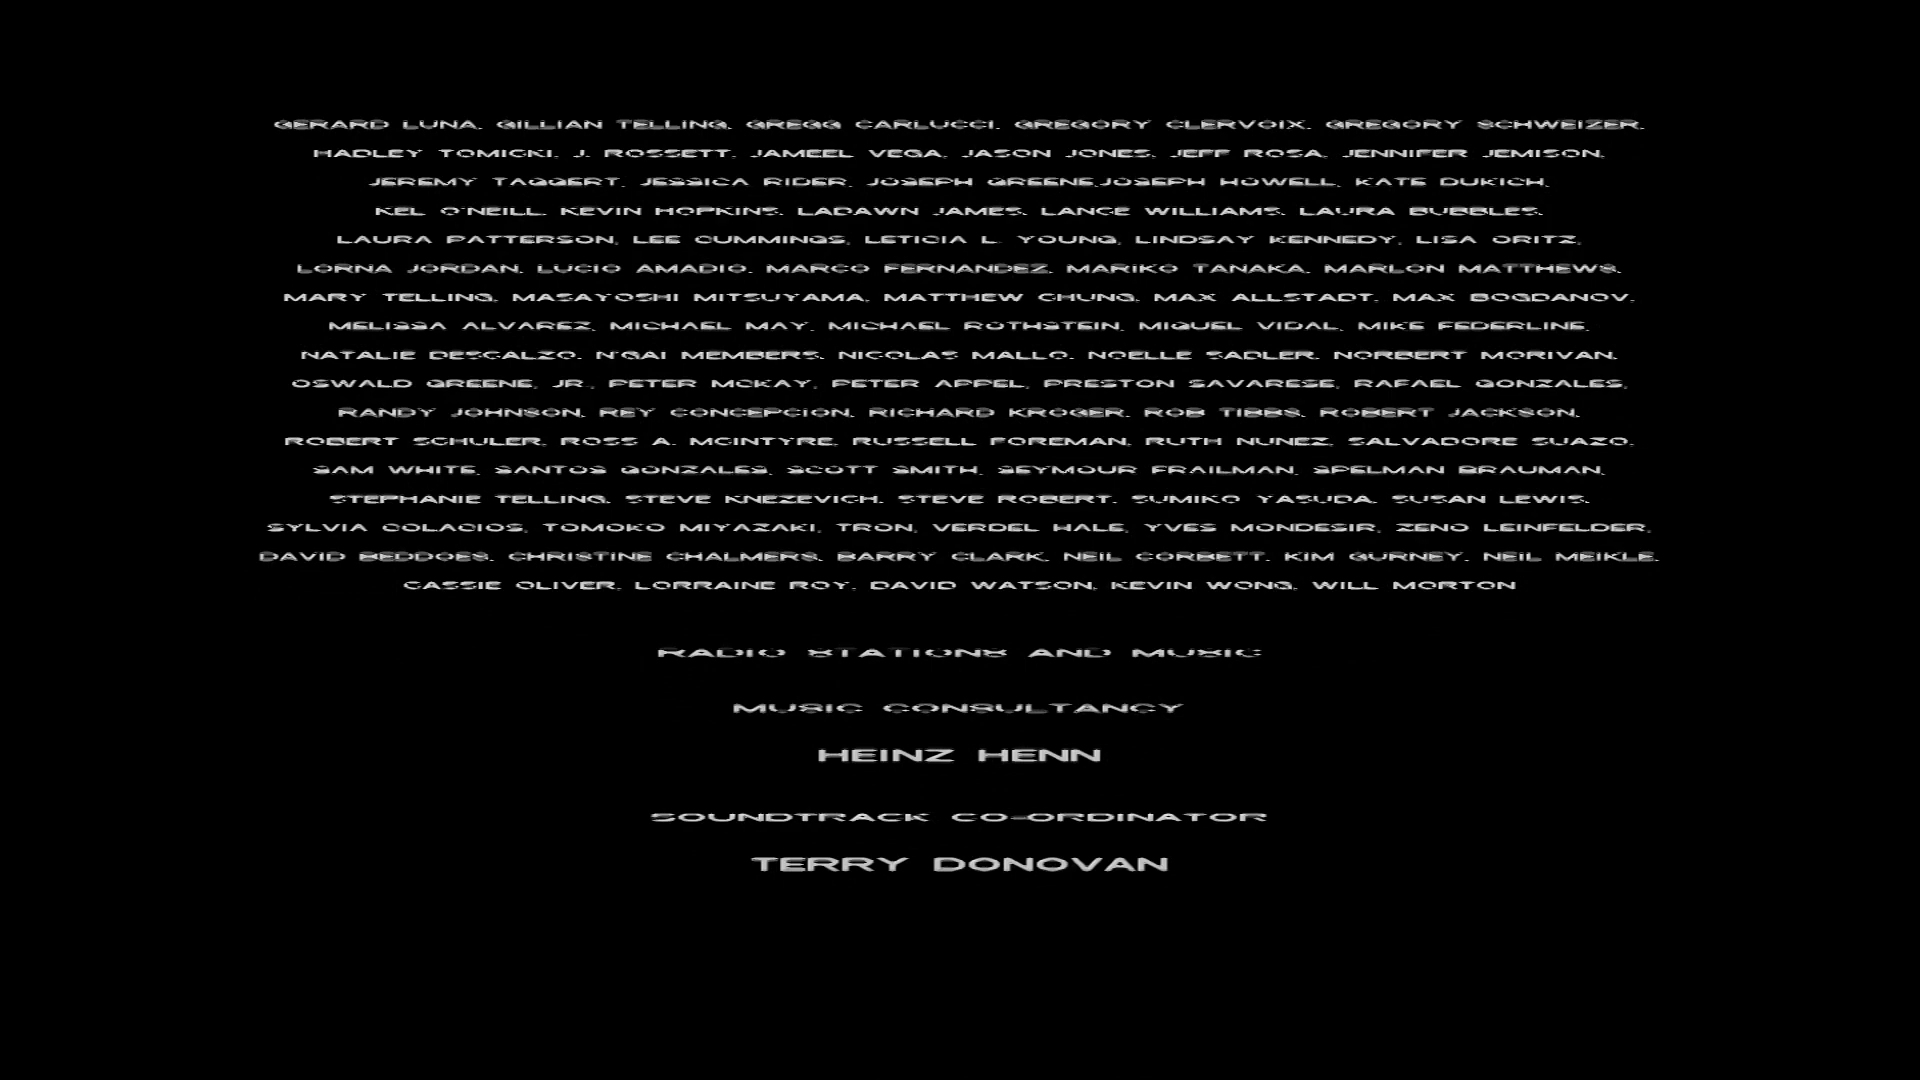 GERARD LUNA, GILLIAN TELLING, GREGG CARLUCCI, GREGORY CLERVOIX, GREGORY SCHWEIZER,
HADLEY TOMICKI, J. ROSSETT, JAMEEL VEGA, JASON JONES, JEFF ROSA, JENNIFER JEMISON,
JEREMY TAGGERT, JESSICA RIDER, JOSEPH GREENE,JOSEPH HOWELL, KATE DUKICH,
KEL O'NEILL, KEVIN HOPKINS, LADAWN JAMES, LANCE WILLIAMS, LAURA BUBBLES,
LAURA PATTERSON, LEE CUMMINGS, LETICIA L. YOUNG, LINDSAY KENNEDY, LISA ORITZ,
LORNA JORDAN, LUCIO AMADIO, MARCO FERNANDEZ, MARIKO TANAKA, MARLON MATTHEWS,
MARY TELLING, MASAYOSHI MITSUYAMA, MATTHEW CHUNG, MAX ALLSTADT, MAX BOGDANOV,
MELISSA ALVAREZ, MICHAEL MAY, MICHAEL ROTHSTEIN, MIGUEL VIDAL, MIKE FEDERLINE,
NATALIE DESCALZO, N'GAI MEMBERS, NICOLAS MALLO, NOELLE SADLER, NORBERT MORIVAN,
OSWALD GREENE, JR., PETER MCKAY, PETER APPEL, PRESTON SAVARESE, RAFAEL GONZALES,
RANDY JOHNSON, REY CONCEPCION, RICHARD KROGER, ROB TIBBS, ROBERT JACKSON,
ROBERT SCHULER, ROSS A. MCINTYRE, RUSSELL FOREMAN, RUTH NUNEZ, SALVADORE SUAZO,
SAM WHITE, SANTOS GONZALES, SCOTT SMITH, SEYMOUR FRAILMAN, SPELMAN BRAUMAN,
STEPHANIE TELLING, STEVE KNEZEVICH, STEVE ROBERT, SUMIKO YASUDA, SUSAN LEWIS,
SYLVIA COLACIOS, TOMOKO MIYAZAKI, TRON, VERDEL HALE, YVES MONDESIR, ZENO LEINFELDER,
DAVID BEDDOES, CHRISTINE CHALMERS, BARRY CLARK, NEIL CORBETT, KIM GURNEY, NEIL MEIKLE,
CASSIE OLIVER, LORRAINE ROY, DAVID WATSON, KEVIN WONG, WILL MORTON
RADIO STATIONS AND MUSIC
MUSIC CONSULTANCY
HEINZ HENN
SOUNDTRACK CO-ORDINATOR
TERRY DONOVAN